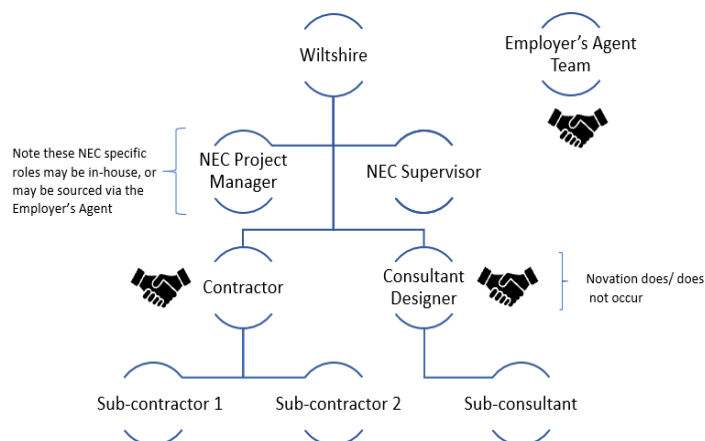 Wiltshire
Employer's Agent
Team
Note these NEC specific
roles may be in-house, or
may be sourced via the
Employer's Agent
NEC Project
Manager
NEC Supervisor
Contractor
Consultant
Designer
Novation does/ does
not occur
Sub-contractor 1
Sub-contractor 2
Sub-consultant